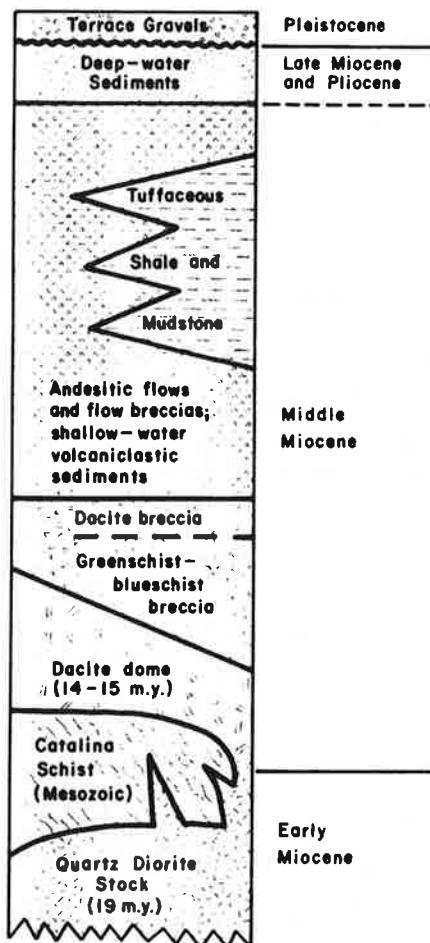 Terrace Gravels
Pleistocene
Deep-water
Sediments
Late Miocene
and Pliocene
Tuffaceous
Shale and
Mudstone
Andesitic flows
and flow breccias;
shallow-water
volcaniclastic
sediments
Middle
Miocene
Dacite breccia
Greenschist-
blueschist
breccia
Dacite dome
(14-15 m.y.)
Catalina
Schist
(Mesozoic)
Early
Miocene
Quartz Diorite
Stock
(19 m.y.)